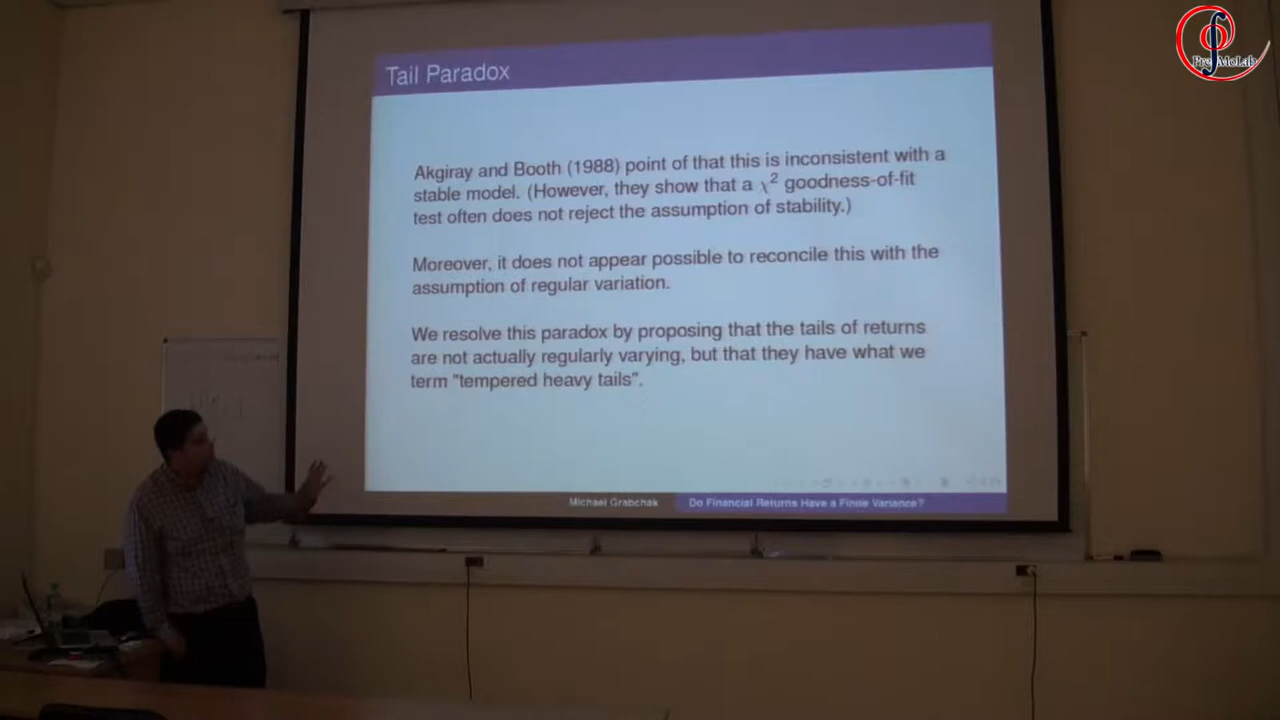 Tail Paradox
Akgiray and Booth (1988) point of that this is inconsistent with a
stable model. (However, they show that a χ² goodness-of-fit
test often does not reject the assumption of stability.)
Moreover, it does not appear possible to reconcile this with the
assumption of regular variation.
We resolve this paradox by proposing that the tails of returns
are not actually regularly varying, but that they have what we
term "tempered heavy tails".
Michael Grabchak
Do Financial Returns Have a Finite Variance?
PreMoLab